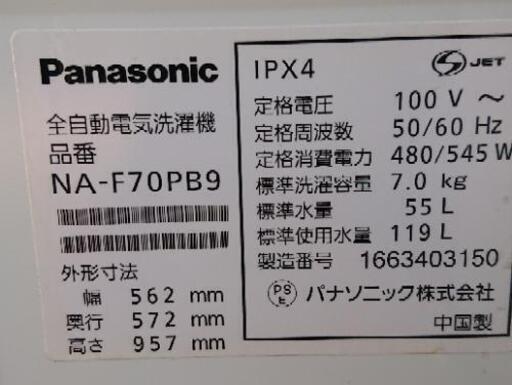 Panasonic
全自動電気洗濯機
品番
NA-F70PB9
外形寸法
幅 562 mm
奥行 572 mm
高さ 957 mm
IPX4
S JET
定格電圧 100 V ～
定格周波数 50/60 Hz
定格消費電力 480/545 W
標準洗濯容量 7.0 kg
標準水量 55 L
標準使用水量 119 L
製造番号 1663403150
PS E パナソニック株式会社
中国製